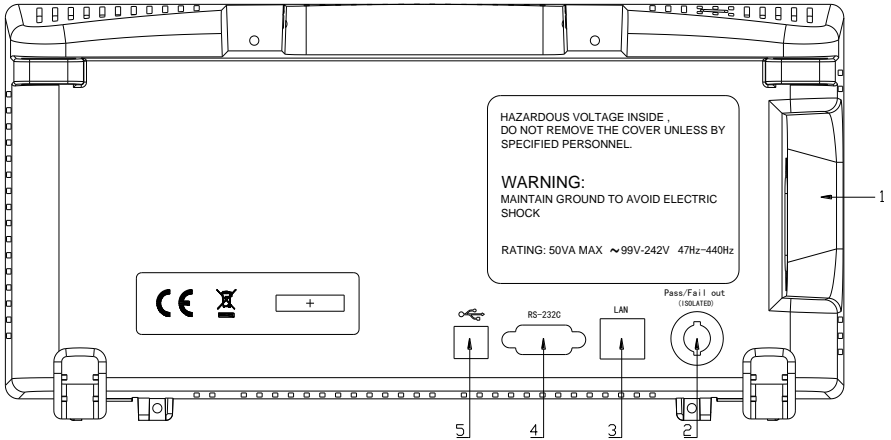 HAZARDOUS VOLTAGE INSIDE ,
DO NOT REMOVE THE COVER UNLESS BY
SPECIFIED PERSONNEL.
WARNING:
MAINTAIN GROUND TO AVOID ELECTRIC
SHOCK
RATING: 50VA MAX ~99V-242V 47Hz-440Hz
1
CE
+
Pass/Fail out
(ISOLATED)
RS-232C
LAN
5
4
3
2